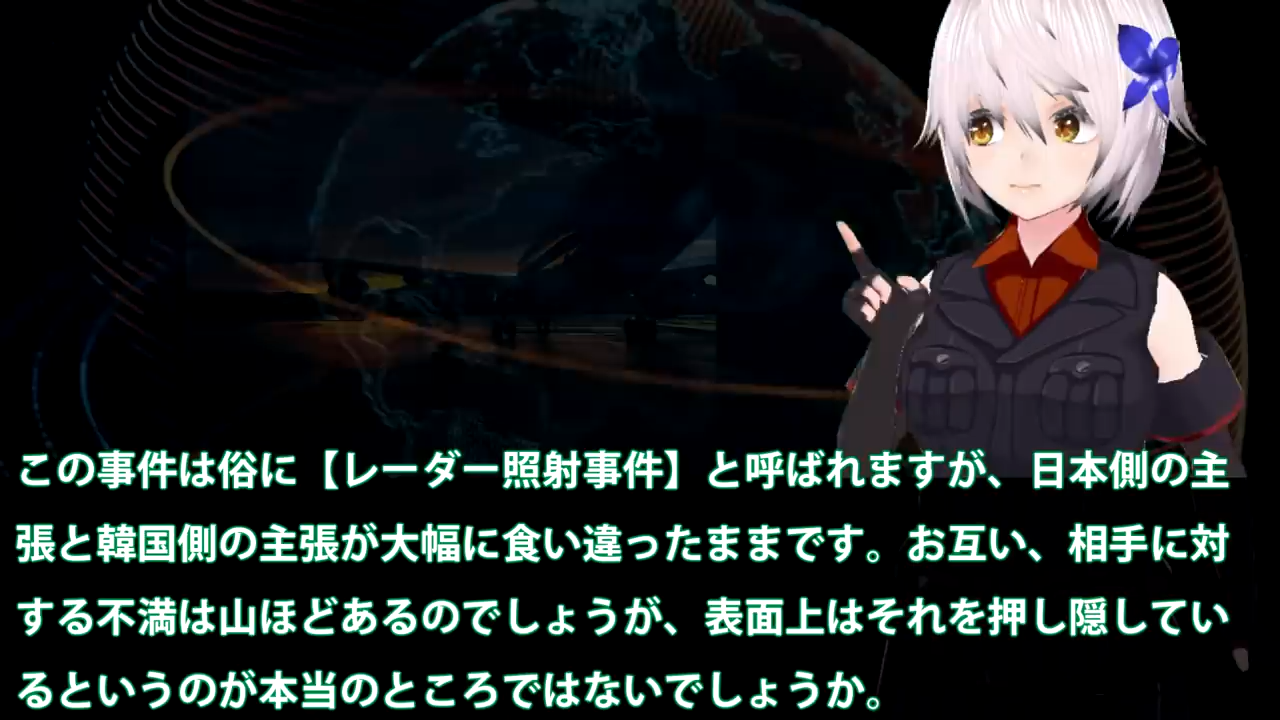 この事件は俗に【レーダー照射事件】と呼ばれますが、日本側の主
張と韓国側の主張が大幅に食い違ったままです。お互い、相手に対
する不満は山ほどあるのでしょうが、表面上はそれを押し隠してい
るというのが本当のところではないでしょうか。